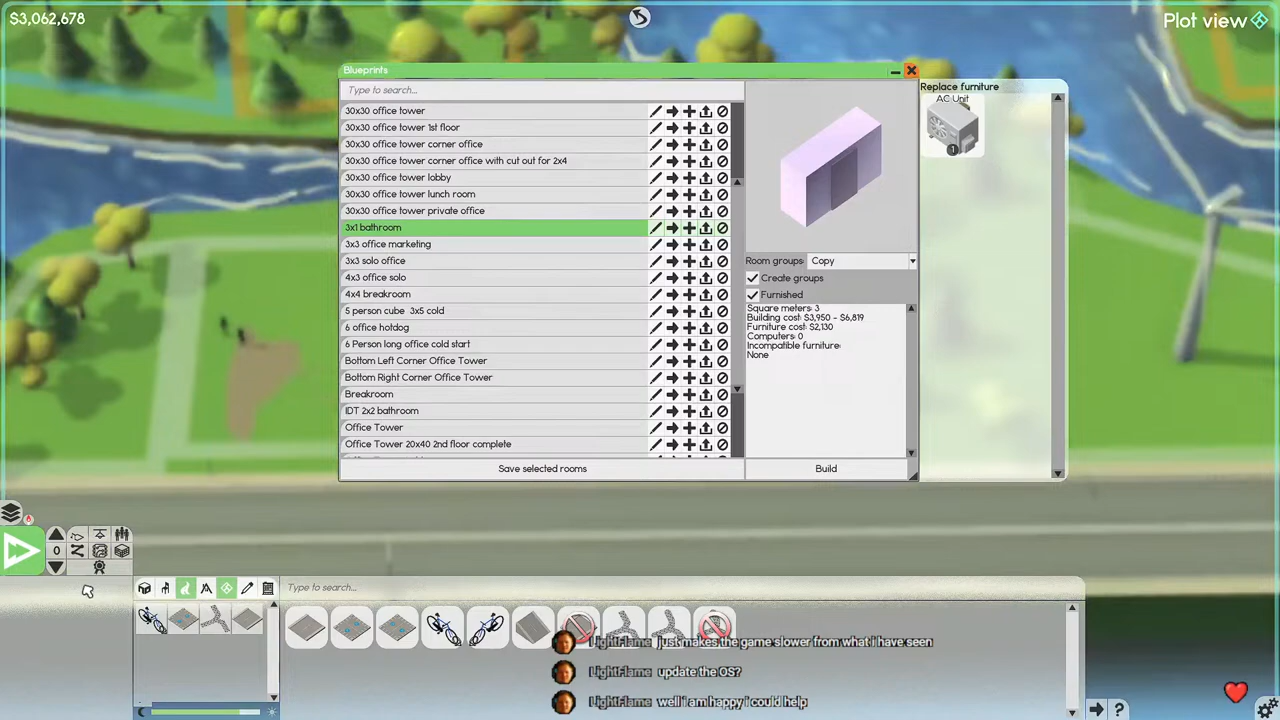 $3,062,678
Plot view
Blueprints
Type to search...
30x30 office tower
30x30 office tower 1st floor
30x30 office tower corner office
30x30 office tower corner office with cut out for 2x4
30x30 office tower lobby
30x30 office tower lunch room
30x30 office tower private office
3x1 bathroom
3x3 office marketing
3x3 solo office
4x3 office solo
4x4 breakroom
5 person cube 3x5 cold
6 office hotdog
6 Person long office cold start
Bottom Left Corner Office Tower
Bottom Right Corner Office Tower
Breakroom
IDT 2x2 bathroom
Office Tower
Office Tower 20x40 2nd floor complete
Save selected rooms
Room groups: Copy
Create groups
Furnished
Square meters: 3
Building cost: $3,950 - $6,819
Furniture cost: $2,130
Computers: 0
Incompatible furniture:
None
Build
Replace furniture
AC Unit
1
0
Type to search...
LightFlame just makes the game slower from what i have seen
LightFlame update the OS?
LightFlame well i am happy i could help
?